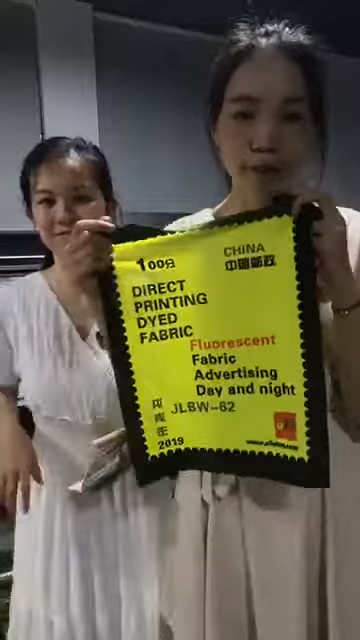 100分
CHINA
中国新政
DIRECT
PRINTING
DYED
FABRIC
Fluorescent
Fabric
Advertising
Day and night
JLBW-62
2019